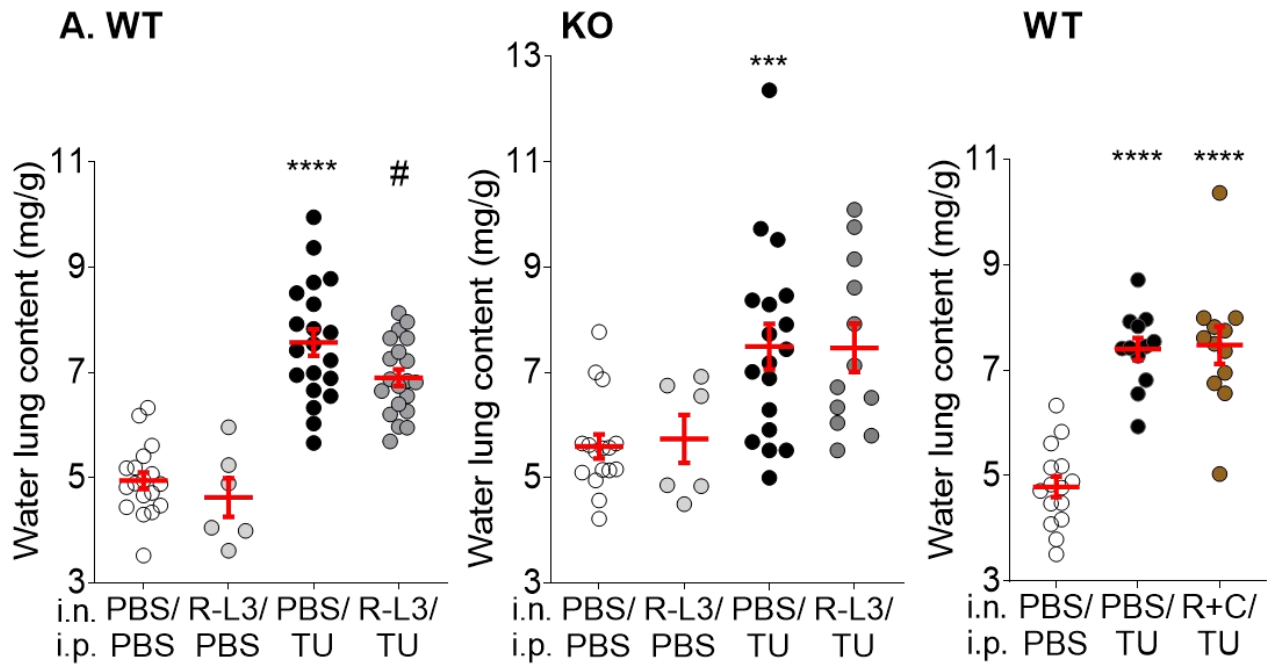 A. WT
Water lung content (mg/g)
11
9
7
5
3
****
#
i.n. PBS/ R-L3/ PBS/ R-L3/
i.p. PBS PBS TU TU
KO
Water lung content (mg/g)
13
11
9
7
5
3
***
i.n. PBS/ R-L3/ PBS/ R-L3/
i.p. PBS PBS TU TU
WT
Water lung content (mg/g)
11
9
7
5
3
**** ****
i.n. PBS/ PBS/ R+C/
i.p. PBS TU TU